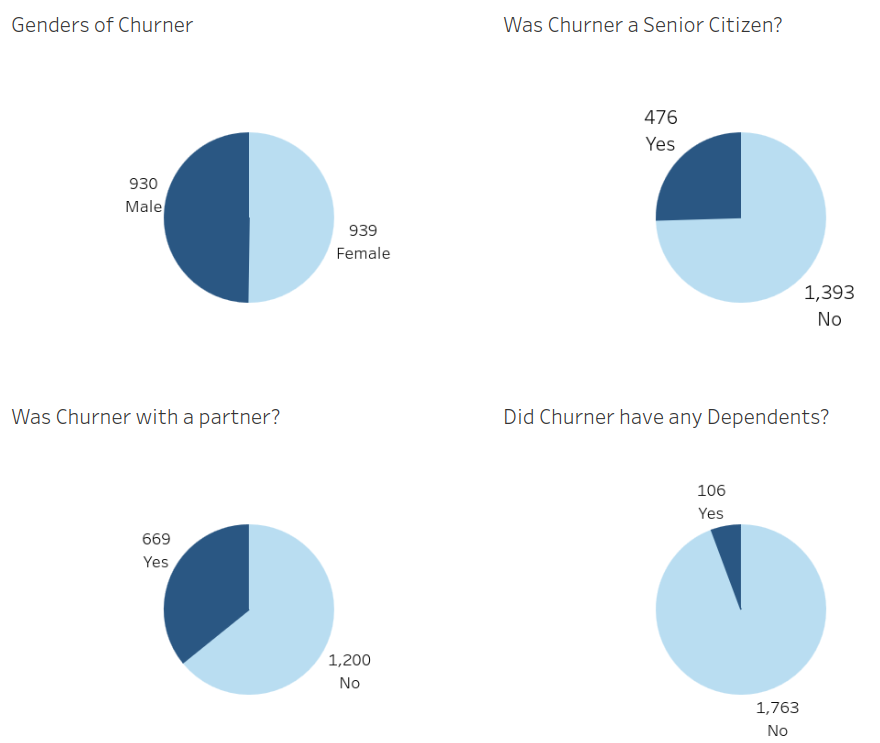 Genders of Churner
930
Male
939
Female
Was Churner a Senior Citizen?
476
Yes
1,393
No
Was Churner with a partner?
669
Yes
1,200
No
Did Churner have any Dependents?
106
Yes
1,763
No